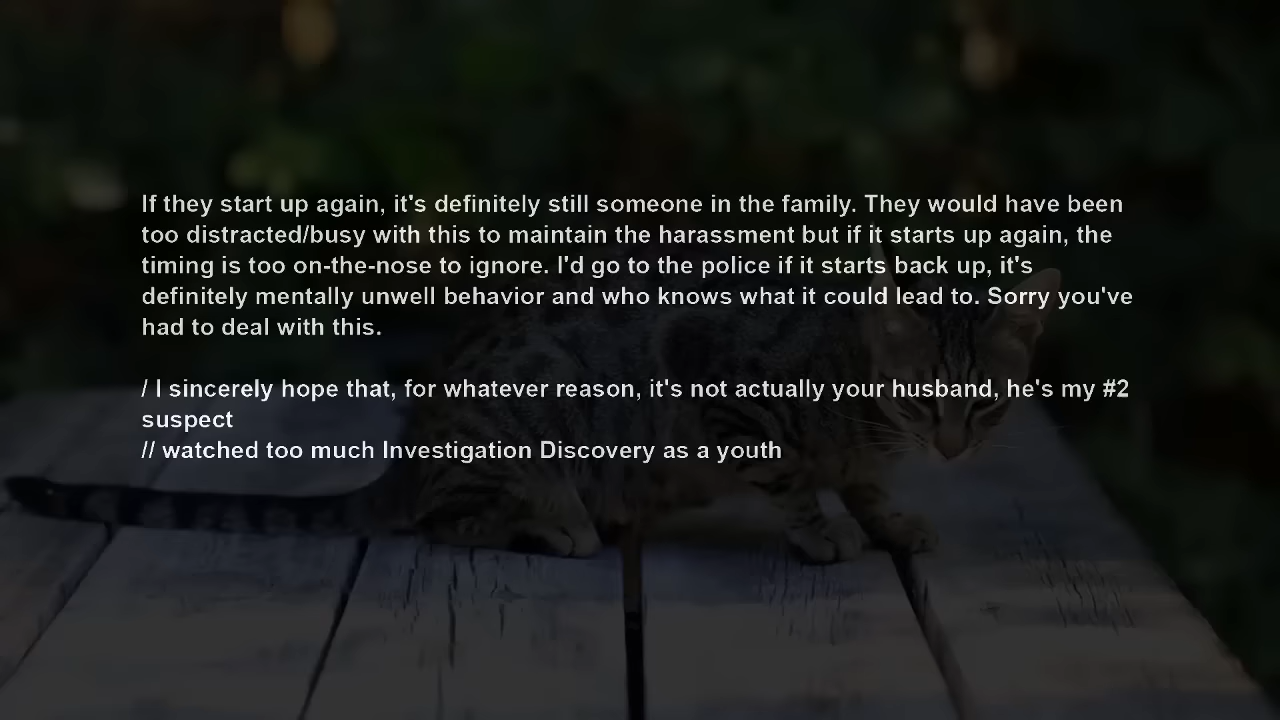 If they start up again, it's definitely still someone in the family. They would have been
too distracted/busy with this to maintain the harassment but if it starts up again, the
timing is too on-the-nose to ignore. I'd go to the police if it starts back up, it's
definitely mentally unwell behavior and who knows what it could lead to. Sorry you've
had to deal with this.
/ I sincerely hope that, for whatever reason, it's not actually your husband, he's my #2
suspect
// watched too much Investigation Discovery as a youth